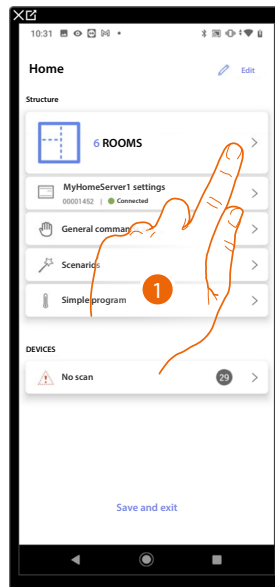 10:31
Home
Edit
Structure
6 ROOMS
MyHomeServer1 settings
00001452 | Connected
General comman
Scenarios
1
Simple program
DEVICES
No scan
29
Save and exit